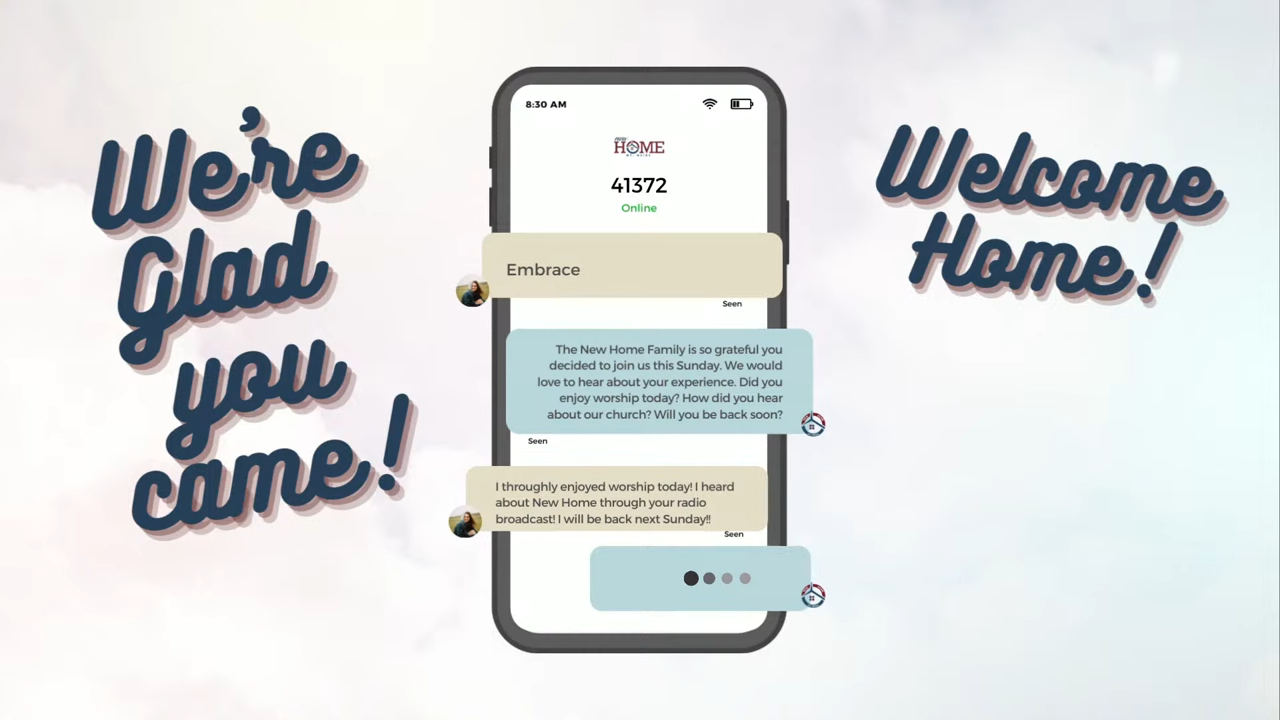 We're
Glad
you
came!
8:30 AM
HOME
41372
Online
Embrace
Seen
The New Home Family is so grateful you
decided to join us this Sunday. We would
love to hear about your experience. Did you
enjoy worship today? How did you hear
about our church? Will you be back soon?
Seen
I throughly enjoyed worship today! I heard
about New Home through your radio
broadcast! I will be back next Sunday!!
Seen
Welcome
Home!